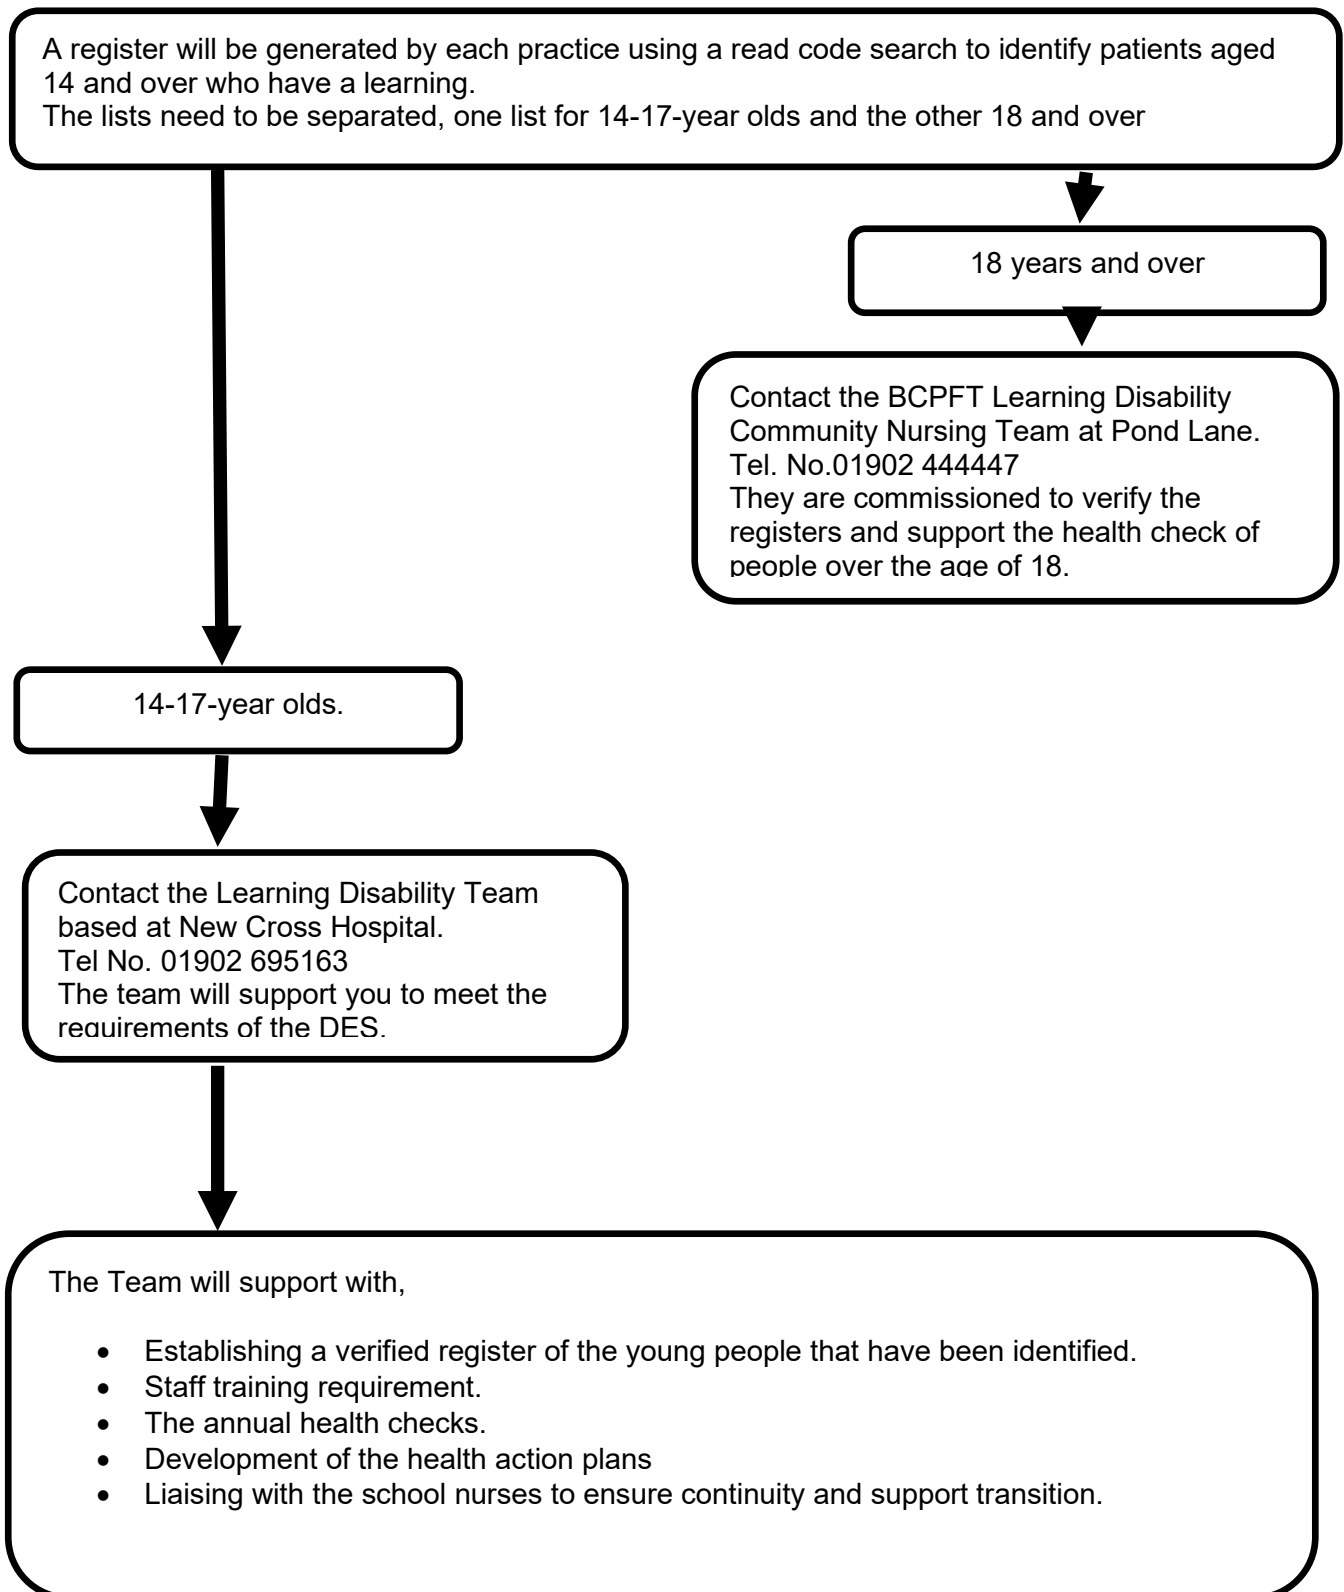 A register will be generated by each practice using a read code search to identify patients aged
14 and over who have a learning.
The lists need to be separated, one list for 14-17-year olds and the other 18 and over
18 years and over
Contact the BCPFT Learning Disability
Community Nursing Team at Pond Lane.
Tel. No.01902 444447
They are commissioned to verify the
registers and support the health check of
people over the age of 18.
14-17-year olds.
Contact the Learning Disability Team
based at New Cross Hospital.
Tel No. 01902 695163
The team will support you to meet the
requirements of the DES.
The Team will support with,
• Establishing a verified register of the young people that have been identified.
• Staff training requirement.
• The annual health checks.
• Development of the health action plans
• Liaising with the school nurses to ensure continuity and support transition.